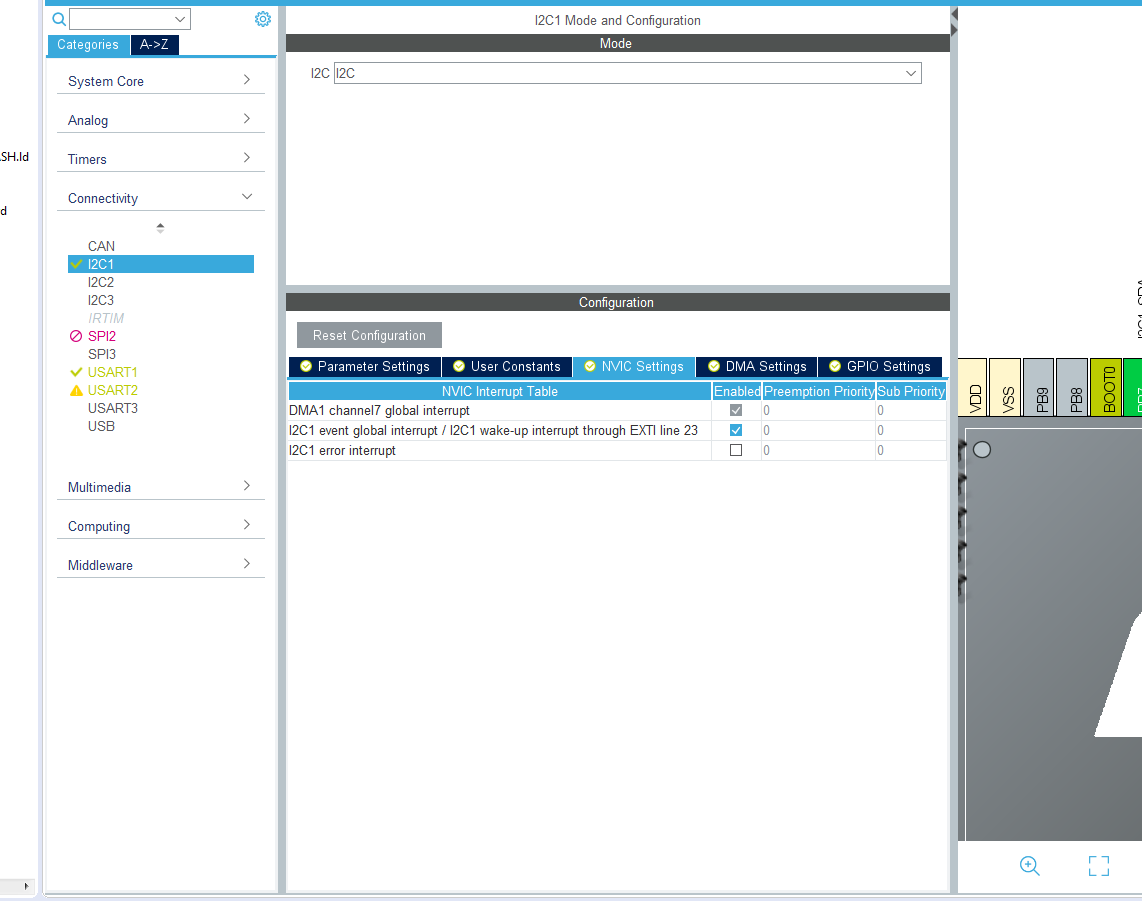 SH.ld
d
Categories
A->Z
System Core
Analog
Timers
Connectivity
CAN
I2C1
I2C2
I2C3
IRTIM
SPI2
SPI3
USART1
USART2
USART3
USB
Multimedia
Computing
Middleware
I2C1 Mode and Configuration
Mode
I2C I2C
Configuration
Reset Configuration
Parameter Settings User Constants NVIC Settings DMA Settings GPIO Settings
NVIC Interrupt Table Enabled Preemption Priority Sub Priority
DMA1 channel7 global interrupt 0 0
I2C1 event global interrupt / I2C1 wake-up interrupt through EXTI line 23 0 0
I2C1 error interrupt 0 0
VDD
VSS
PB9
PB8
BOOT0